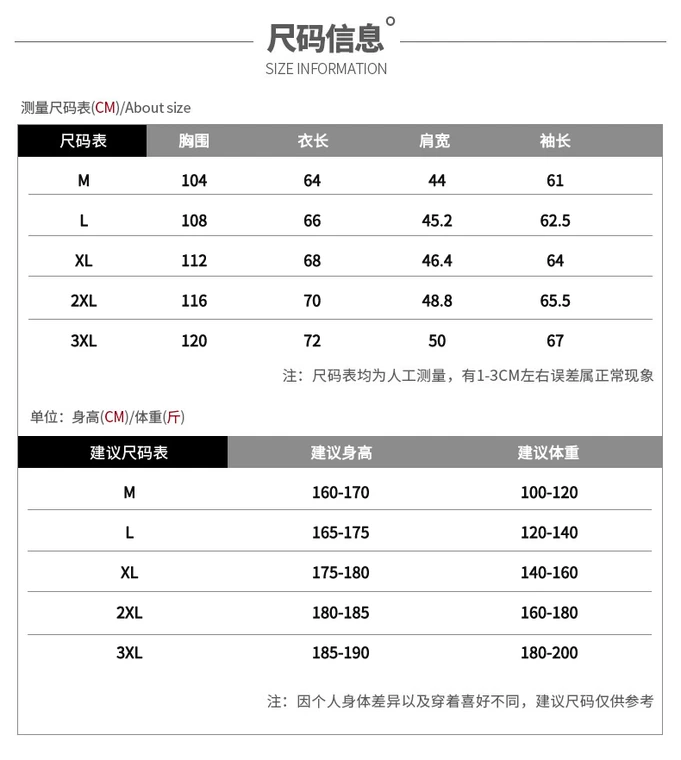 尺码信息°
SIZE INFORMATION
测量尺码表(CM)/About size
尺码表 胸围 衣长 肩宽 袖长
M 104 64 44 61
L 108 66 45.2 62.5
XL 112 68 46.4 64
2XL 116 70 48.8 65.5
3XL 120 72 50 67
注：尺码表均为人工测量，有1-3CM左右误差属正常现象
单位：身高(CM)/体重(斤)
建议尺码表 建议身高 建议体重
M 160-170 100-120
L 165-175 120-140
XL 175-180 140-160
2XL 180-185 160-180
3XL 185-190 180-200
注：因个人身体差异以及穿着喜好不同，建议尺码仅供参考